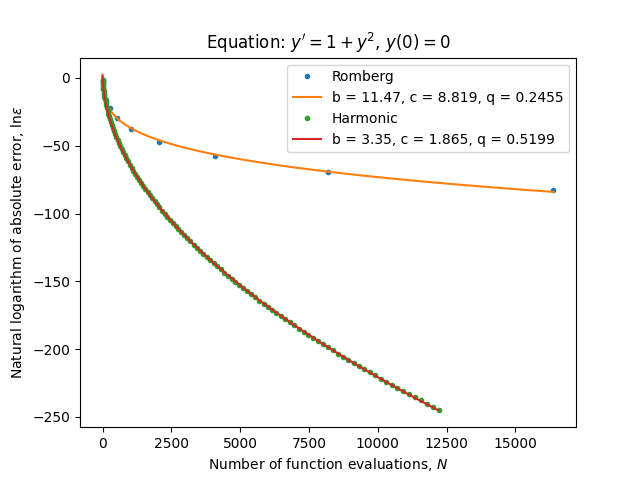 Equation: y′ = 1 + y², y(0) = 0
Romberg
b = 11.47, c = 8.819, q = 0.2455
Harmonic
b = 3.35, c = 1.865, q = 0.5199
Natural logarithm of absolute error, lnε
0
−50
−100
−150
−200
−250
0 2500 5000 7500 10000 12500 15000
Number of function evaluations, N